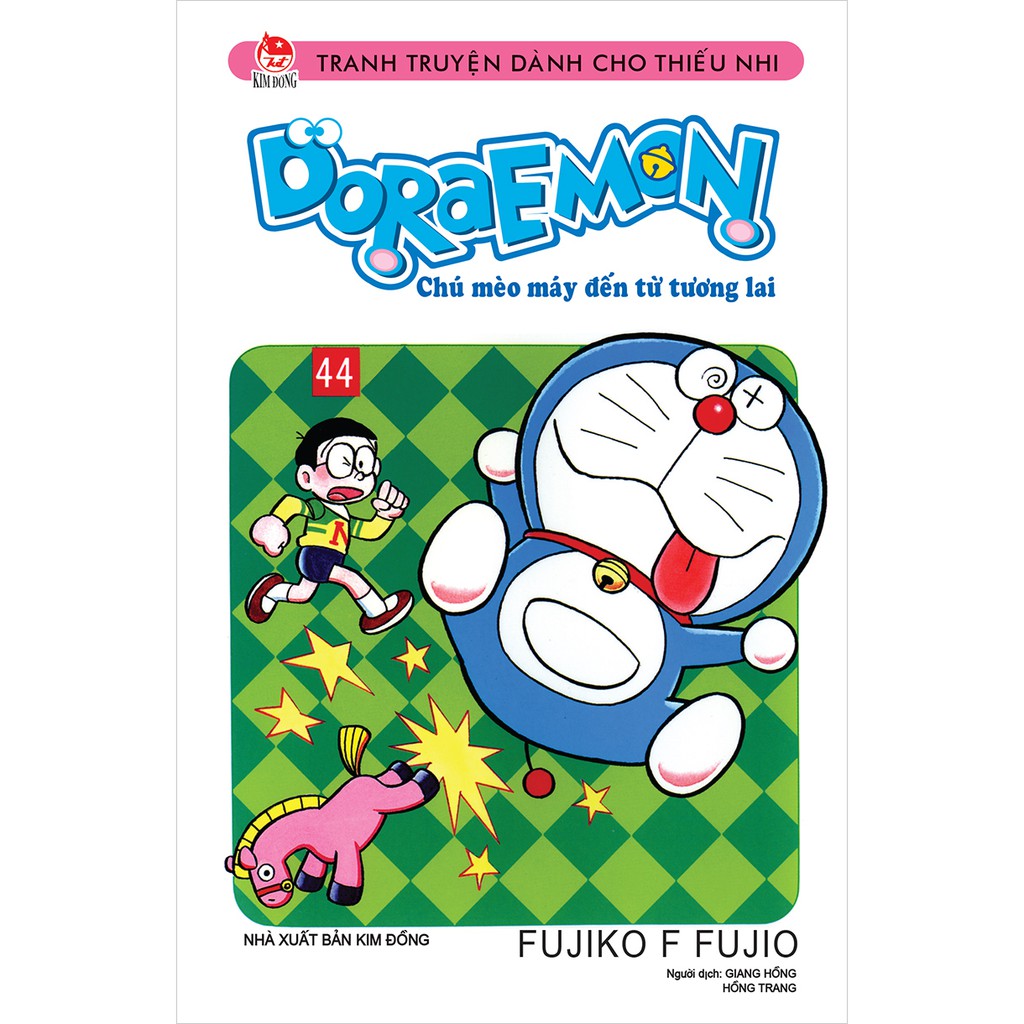 KIM ĐỒNG
TRANH TRUYỆN DÀNH CHO THIẾU NHI
DORAEMON
Chú mèo máy đến từ tương lai
44
N
NHÀ XUẤT BẢN KIM ĐỒNG
FUJIKO F FUJIO
Người dịch: GIANG HỒNG
HỒNG TRANG